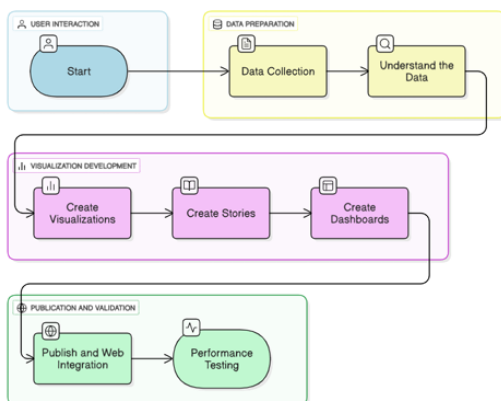 USER INTERACTION
DATA PREPARATION
Start
Data Collection
Understand the
Data
VISUALIZATION DEVELOPMENT
Create
Visualizations
Create Stories
Create
Dashboards
PUBLICATION AND VALIDATION
Publish and Web
Integration
Performance
Testing